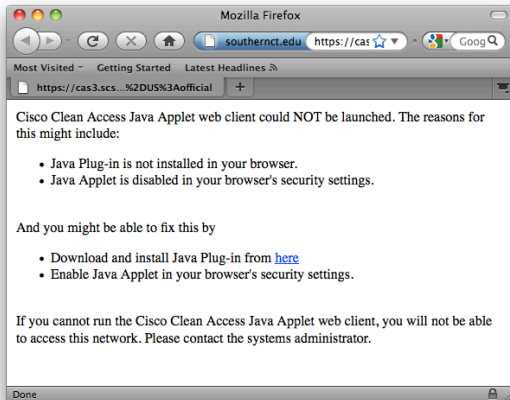 Mozilla Firefox
southernct.edu https://cas Goog
Most Visited Getting Started Latest Headlines
https://cas3.scs...%2DUS%3Aofficial +
Cisco Clean Access Java Applet web client could NOT be launched. The reasons for
this might include:
• Java Plug-in is not installed in your browser.
• Java Applet is disabled in your browser's security settings.
And you might be able to fix this by
• Download and install Java Plug-in from here
• Enable Java Applet in your browser's security settings.
If you cannot run the Cisco Clean Access Java Applet web client, you will not be able
to access this network. Please contact the systems administrator.
Done